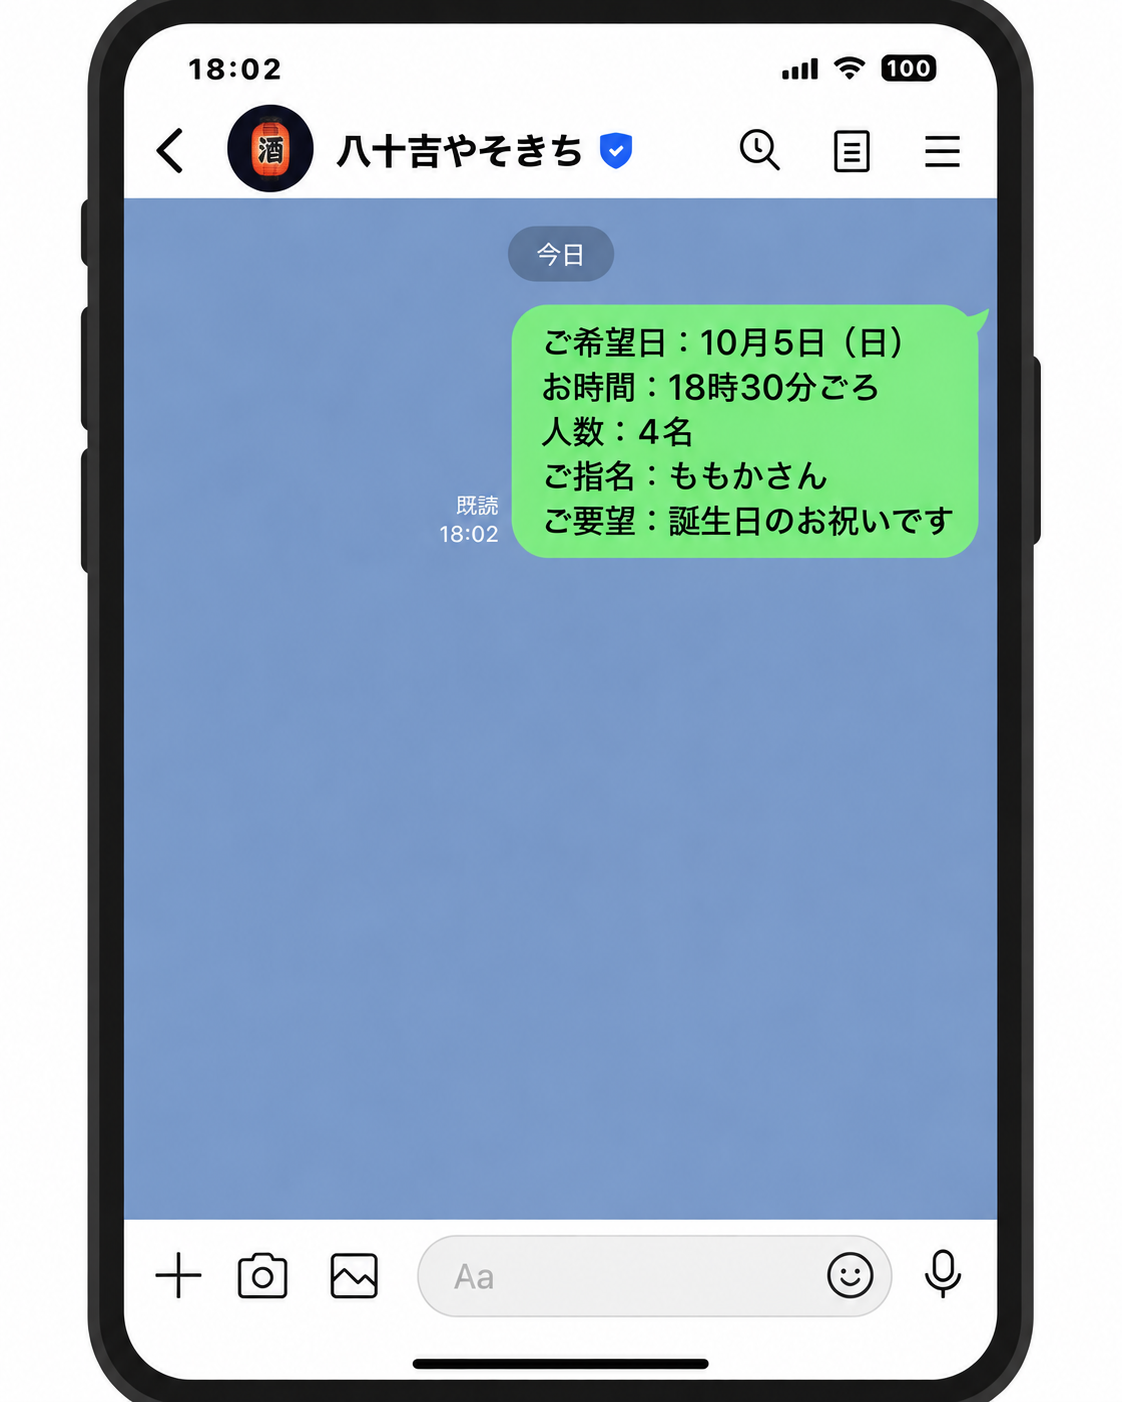 18:02
100
酒
八十吉やそきち
今日
ご希望日：10月5日（日）
お時間：18時30分ごろ
人数：4名
ご指名：ももかさん
ご要望：誕生日のお祝いです
既読
18:02
Aa